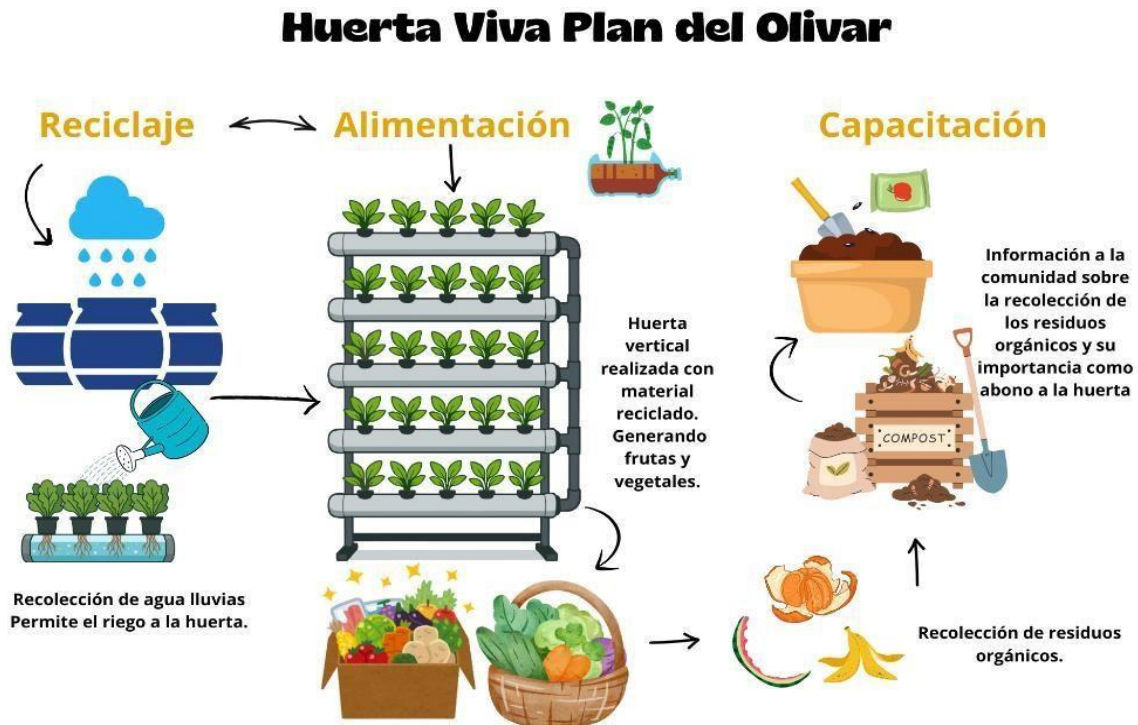 Huerta Viva Plan del Olivar
Reciclaje
Alimentación
Capacitación
Información a la
comunidad sobre
la recolección de
los residuos
orgánicos y su
importancia como
abono a la huerta
Huerta
vertical
realizada con
material
reciclado.
Generando
frutas y
vegetales.
COMPOST
Recolección de agua lluvias
Permite el riego a la huerta.
Recolección de residuos
orgánicos.